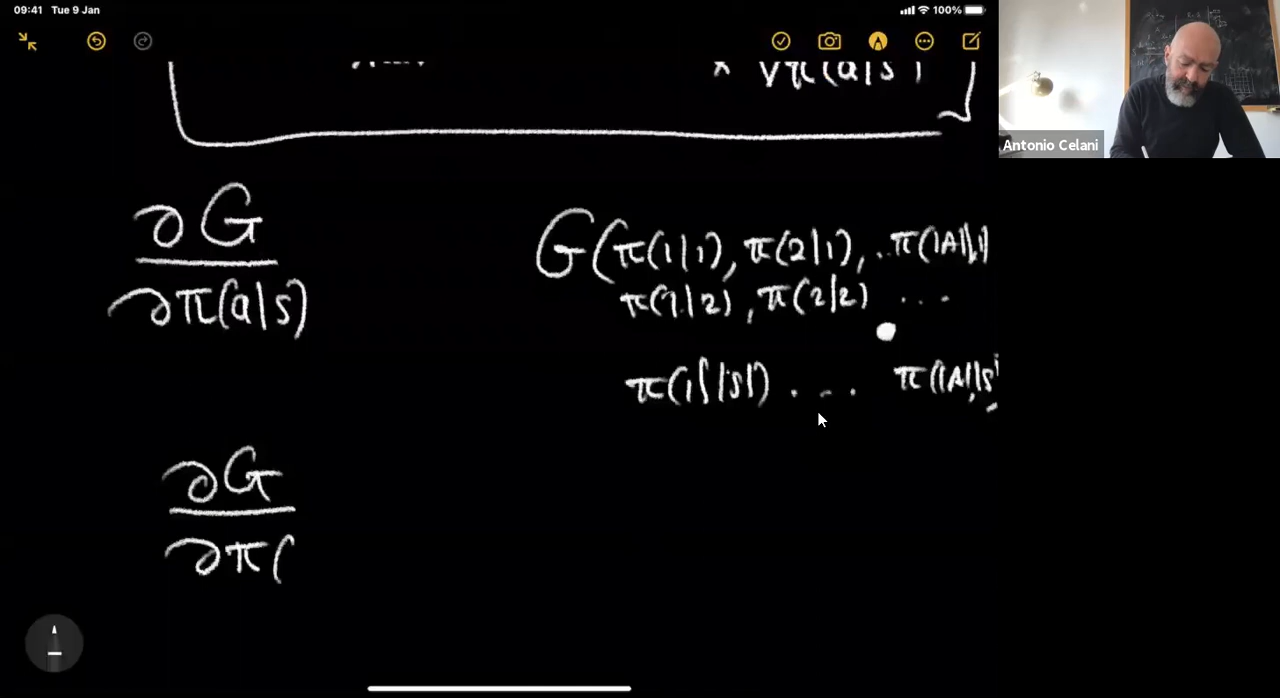 09:41 Tue 9 Jan
100%
π(a|s)
Antonio Celani
∂G
∂π(a|s)
G(π(1|1), π(2|1), ..π(|A||1)
π(1|2), π(2|2) ...
π(1||S|) ... π(|A||S|
∂G
∂π(